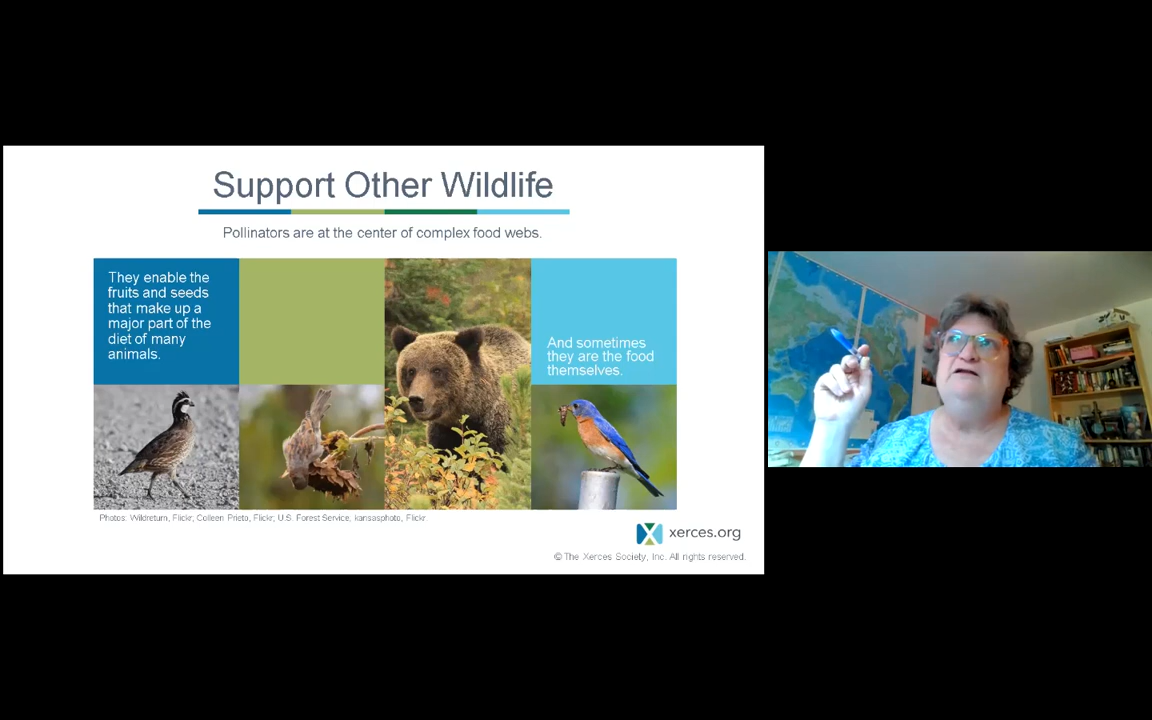 Support Other Wildlife
Pollinators are at the center of complex food webs.
They enable the
fruits and seeds
that make up a
major part of the
diet of many
animals.
And sometimes
they are the food
themselves.
Photos: Wildreturn, Flickr; Colleen Prieto, Flickr; U.S. Forest Service; kansasphoto, Flickr.
xerces.org
© The Xerces Society, Inc. All rights reserved.